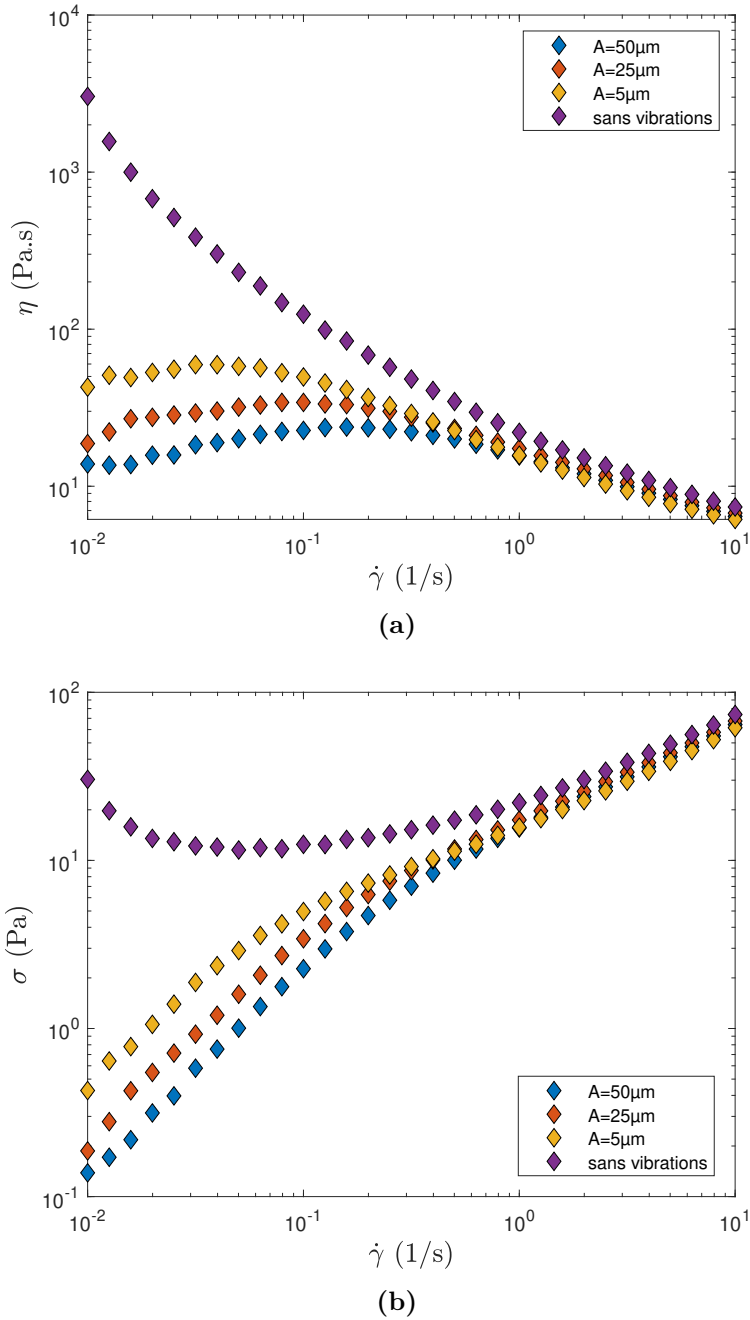 10^4
10^3
10^2
10^1
η (Pa.s)
A=50µm
A=25µm
A=5µm
sans vibrations
10^-2 10^-1 10^0 10^1
γ̇ (1/s)
(a)
10^2
10^1
10^0
10^-1
σ (Pa)
A=50µm
A=25µm
A=5µm
sans vibrations
10^-2 10^-1 10^0 10^1
γ̇ (1/s)
(b)